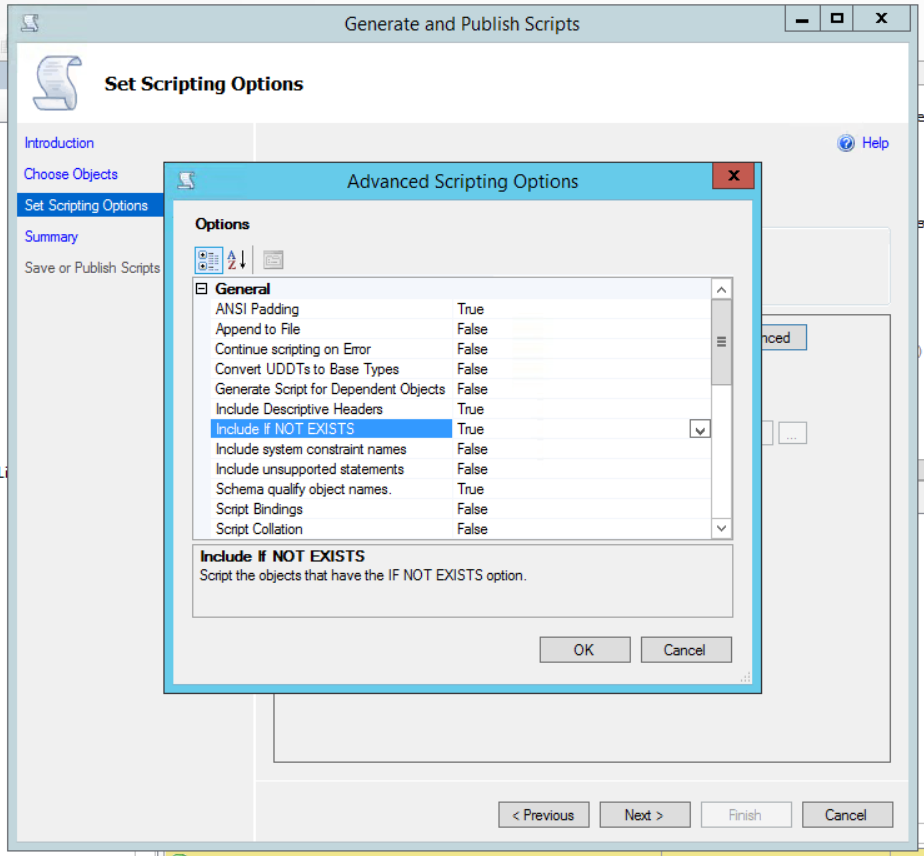 Generate and Publish Scripts
Set Scripting Options
Introduction
Help
Choose Objects
Set Scripting Options
Summary
Save or Publish Scripts
Advanced Scripting Options
Options
General
ANSI Padding True
Append to File False
Continue scripting on Error False
Convert UDDTs to Base Types False
Generate Script for Dependent Objects False
Include Descriptive Headers True
Include If NOT EXISTS True
Include system constraint names False
Include unsupported statements False
Schema qualify object names. True
Script Bindings False
Script Collation False
Include If NOT EXISTS
Script the objects that have the IF NOT EXISTS option.
OK Cancel
nced
...
< Previous Next > Finish Cancel